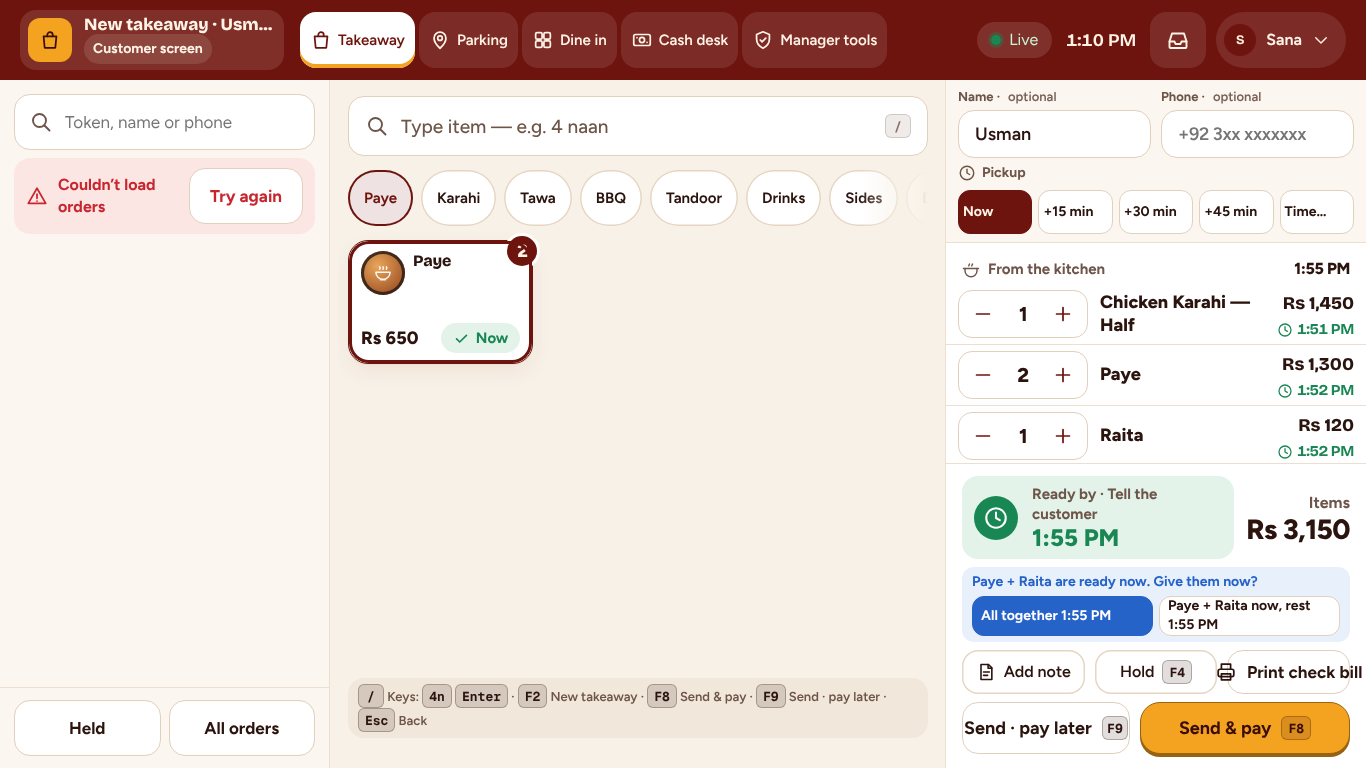 New takeaway · Usm...
Customer screen
Takeaway
Parking
Dine in
Cash desk
Manager tools
Live
1:10 PM
S
Sana
Token, name or phone
Couldn't load
orders
Try again
Held
All orders
Type item — e.g. 4 naan
/
Paye
Karahi
Tawa
BBQ
Tandoor
Drinks
Sides
Paye
2
Rs 650
Now
/ Keys: 4n Enter · F2 New takeaway · F8 Send & pay · F9 Send · pay later ·
Esc Back
Name · optional
Phone · optional
Usman
+92 3xx xxxxxxx
Pickup
Now
+15 min
+30 min
+45 min
Time...
From the kitchen
1:55 PM
1
Chicken Karahi —
Half
Rs 1,450
1:51 PM
2
Paye
Rs 1,300
1:52 PM
1
Raita
Rs 120
1:52 PM
Ready by · Tell the
customer
1:55 PM
Items
Rs 3,150
Paye + Raita are ready now. Give them now?
All together 1:55 PM
Paye + Raita now, rest
1:55 PM
Add note
Hold F4
Print check bill
Send · pay later F9
Send & pay F8